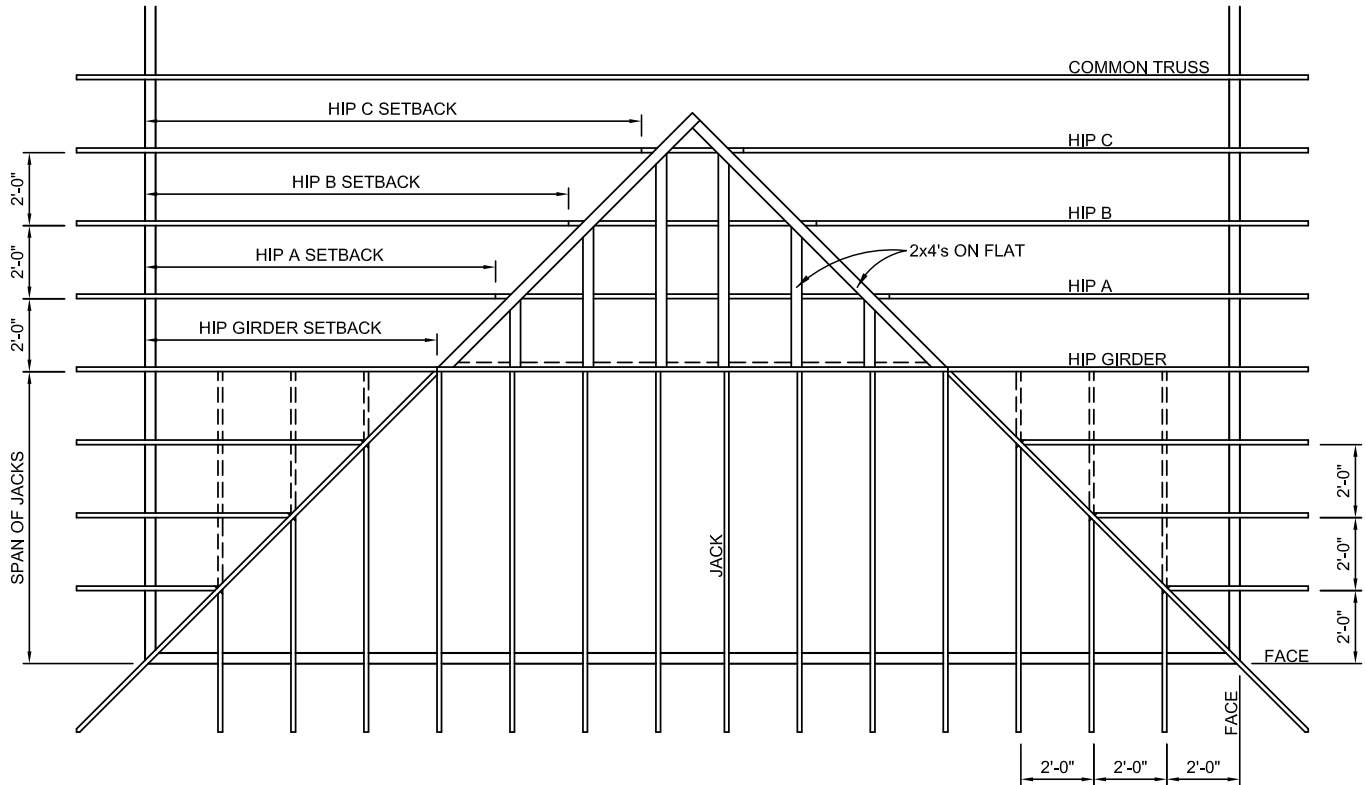 COMMON TRUSS
HIP C SETBACK
HIP C
2'-0"
HIP B SETBACK
HIP B
2'-0"
2x4's ON FLAT
HIP A SETBACK
HIP A
2'-0"
HIP GIRDER SETBACK
HIP GIRDER
SPAN OF JACKS
JACK
2'-0"
2'-0"
2'-0"
FACE
FACE
2'-0"
2'-0"
2'-0"